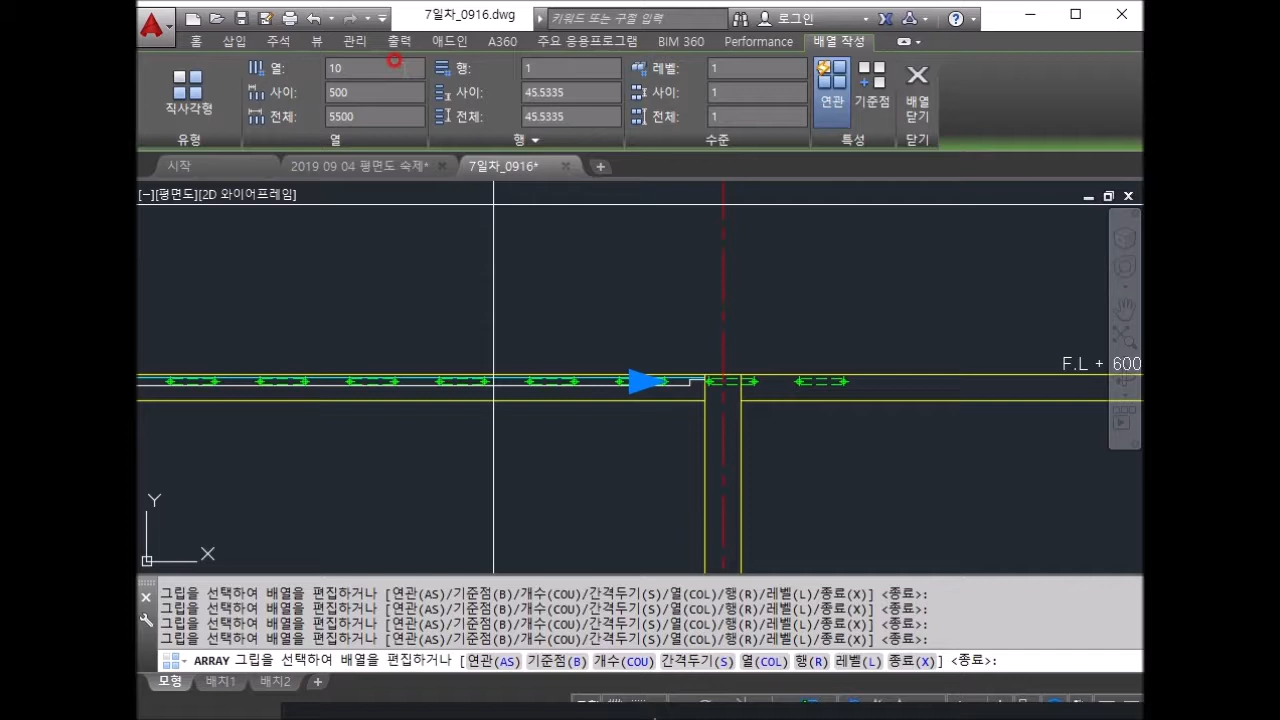 7일차_0916.dwg
키워드 또는 구절 입력
로그인
홈 삽입 주석 뷰 관리 출력 애드인 A360 주요 응용프로그램 BIM 360 Performance 배열 작성
열: 10 행: 1 레벨: 1
사이: 500 사이: 45.5335 사이: 1
전체: 5500 전체: 45.5335 전체: 1
직사각형
연관 기준점 배열 닫기
유형 열 행 수준 특성 닫기
시작 2019 09 04 평면도 숙제* 7일차_0916*
[−][평면도][2D 와이어프레임]
F.L + 600
Y
X
그립을 선택하여 배열을 편집하거나 [연관(AS)/기준점(B)/개수(COU)/간격두기(S)/열(COL)/행(R)/레벨(L)/종료(X)] <종료>:
그립을 선택하여 배열을 편집하거나 [연관(AS)/기준점(B)/개수(COU)/간격두기(S)/열(COL)/행(R)/레벨(L)/종료(X)] <종료>:
그립을 선택하여 배열을 편집하거나 [연관(AS)/기준점(B)/개수(COU)/간격두기(S)/열(COL)/행(R)/레벨(L)/종료(X)] <종료>:
그립을 선택하여 배열을 편집하거나 [연관(AS)/기준점(B)/개수(COU)/간격두기(S)/열(COL)/행(R)/레벨(L)/종료(X)] <종료>:
ARRAY 그립을 선택하여 배열을 편집하거나 [연관(AS) 기준점(B) 개수(COU) 간격두기(S) 열(COL) 행(R) 레벨(L) 종료(X)] <종료>:
모형 배치1 배치2 +